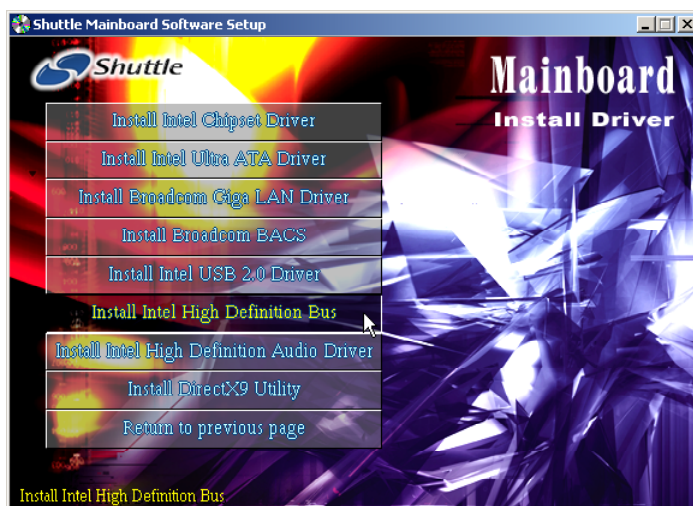 Shuttle Mainboard Software Setup
Shuttle
Mainboard
Install Driver
Install Intel Chipset Driver
Install Intel Ultra ATA Driver
Install Broadcom Giga LAN Driver
Install Broadcom BACS
Install Intel USB 2.0 Driver
Install Intel High Definition Bus
Install Intel High Definition Audio Driver
Install DirectX9 Utility
Return to previous page
Install Intel High Definition Bus